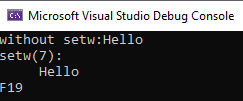 Microsoft Visual Studio Debug Console
without setw:Hello
setw(7):
     Hello
F19